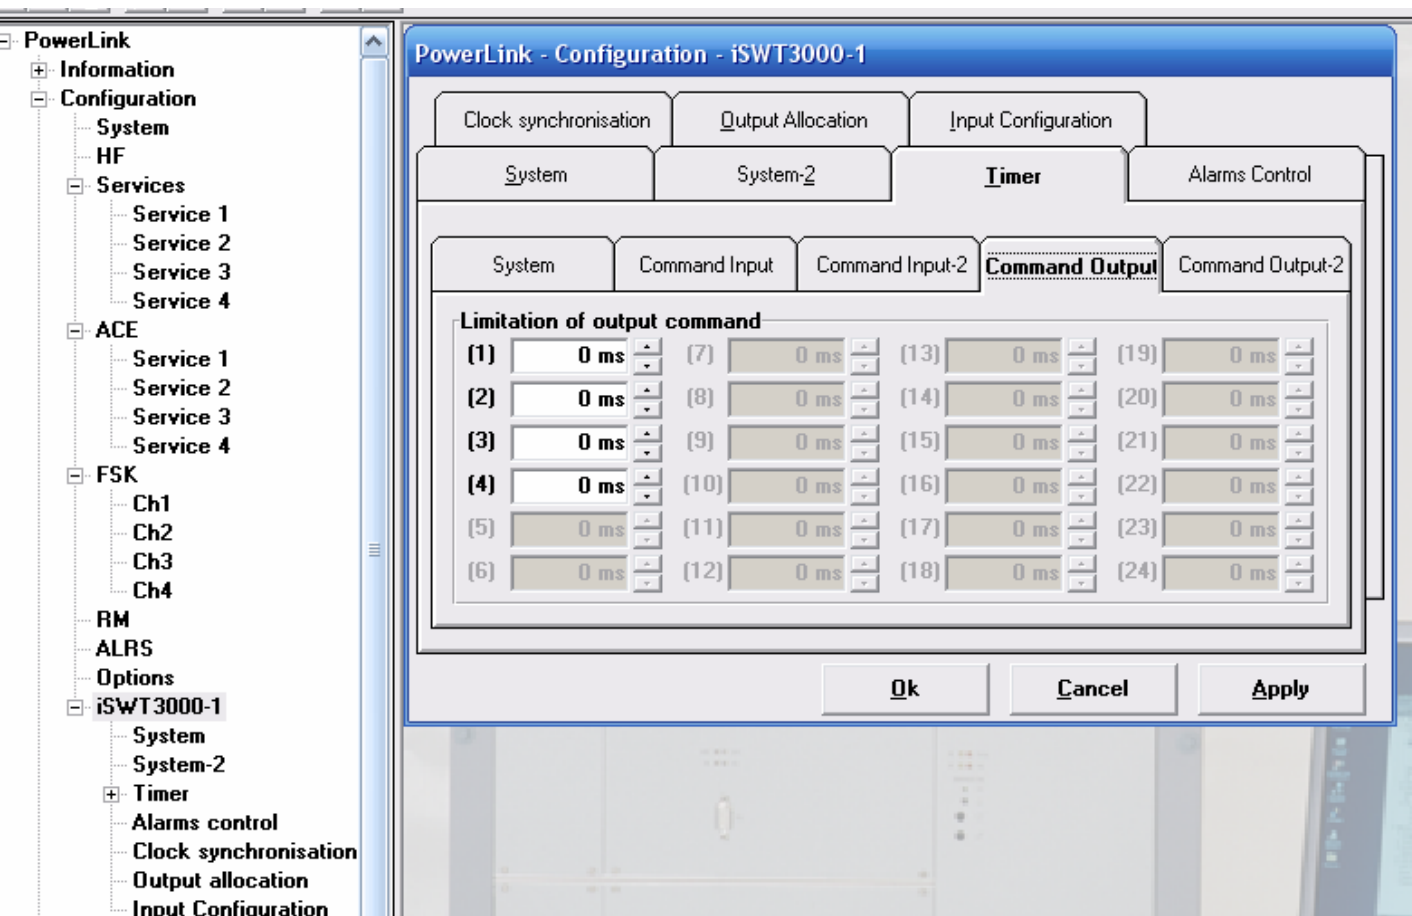 PowerLink
Information
Configuration
System
HF
Services
Service 1
Service 2
Service 3
Service 4
ACE
Service 1
Service 2
Service 3
Service 4
FSK
Ch1
Ch2
Ch3
Ch4
RM
ALRS
Options
iSWT3000-1
System
System-2
Timer
Alarms control
Clock synchronisation
Output allocation
Input Configuration
PowerLink - Configuration - iSWT3000-1
Clock synchronisation Output Allocation Input Configuration
System System-2 Timer Alarms Control
System Command Input Command Input-2 Command Output Command Output-2
Limitation of output command
(1) 0 ms (7) 0 ms (13) 0 ms (19) 0 ms
(2) 0 ms (8) 0 ms (14) 0 ms (20) 0 ms
(3) 0 ms (9) 0 ms (15) 0 ms (21) 0 ms
(4) 0 ms (10) 0 ms (16) 0 ms (22) 0 ms
(5) 0 ms (11) 0 ms (17) 0 ms (23) 0 ms
(6) 0 ms (12) 0 ms (18) 0 ms (24) 0 ms
Ok Cancel Apply